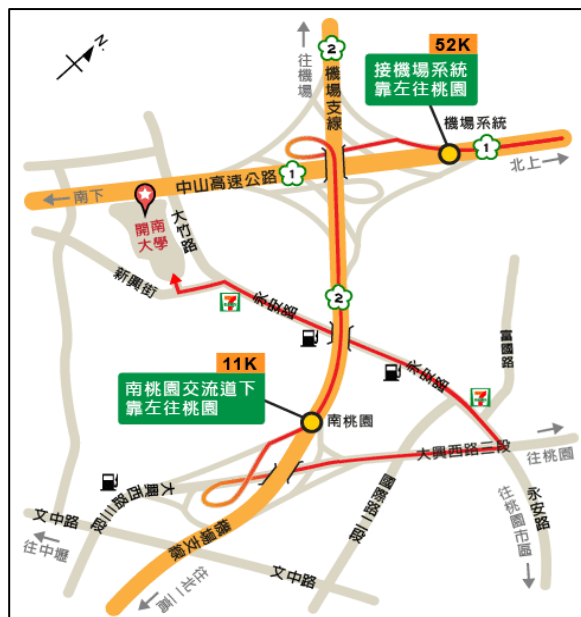 N
往機場
2
機場支線
52K
接機場系統
靠左往桃園
機場系統
1
北上
中山高速公路
1
南下
開南
大學
大竹路
新興街
7
永安路
2
富國路
永安路
7
11K
南桃園交流道下
靠左往桃園
南桃園
大興西路二段
往桃園
大興西路三段
國際路二段
永安路
往桃園市區
文中路
往中壢
機場支線
文中路
往北二高